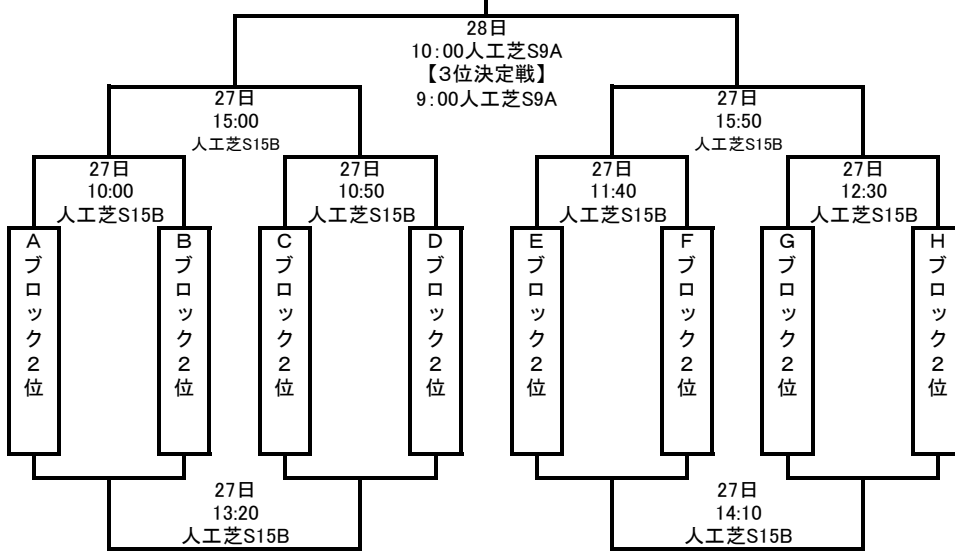 28日
10:00人工芝S9A
【3位決定戦】
9:00人工芝S9A
27日
15:00
人工芝S15B
27日
15:50
人工芝S15B
27日
10:00
人工芝S15B
27日
10:50
人工芝S15B
27日
11:40
人工芝S15B
27日
12:30
人工芝S15B
Aブロック2位
Bブロック2位
Cブロック2位
Dブロック2位
Eブロック2位
Fブロック2位
Gブロック2位
Hブロック2位
27日
13:20
人工芝S15B
27日
14:10
人工芝S15B